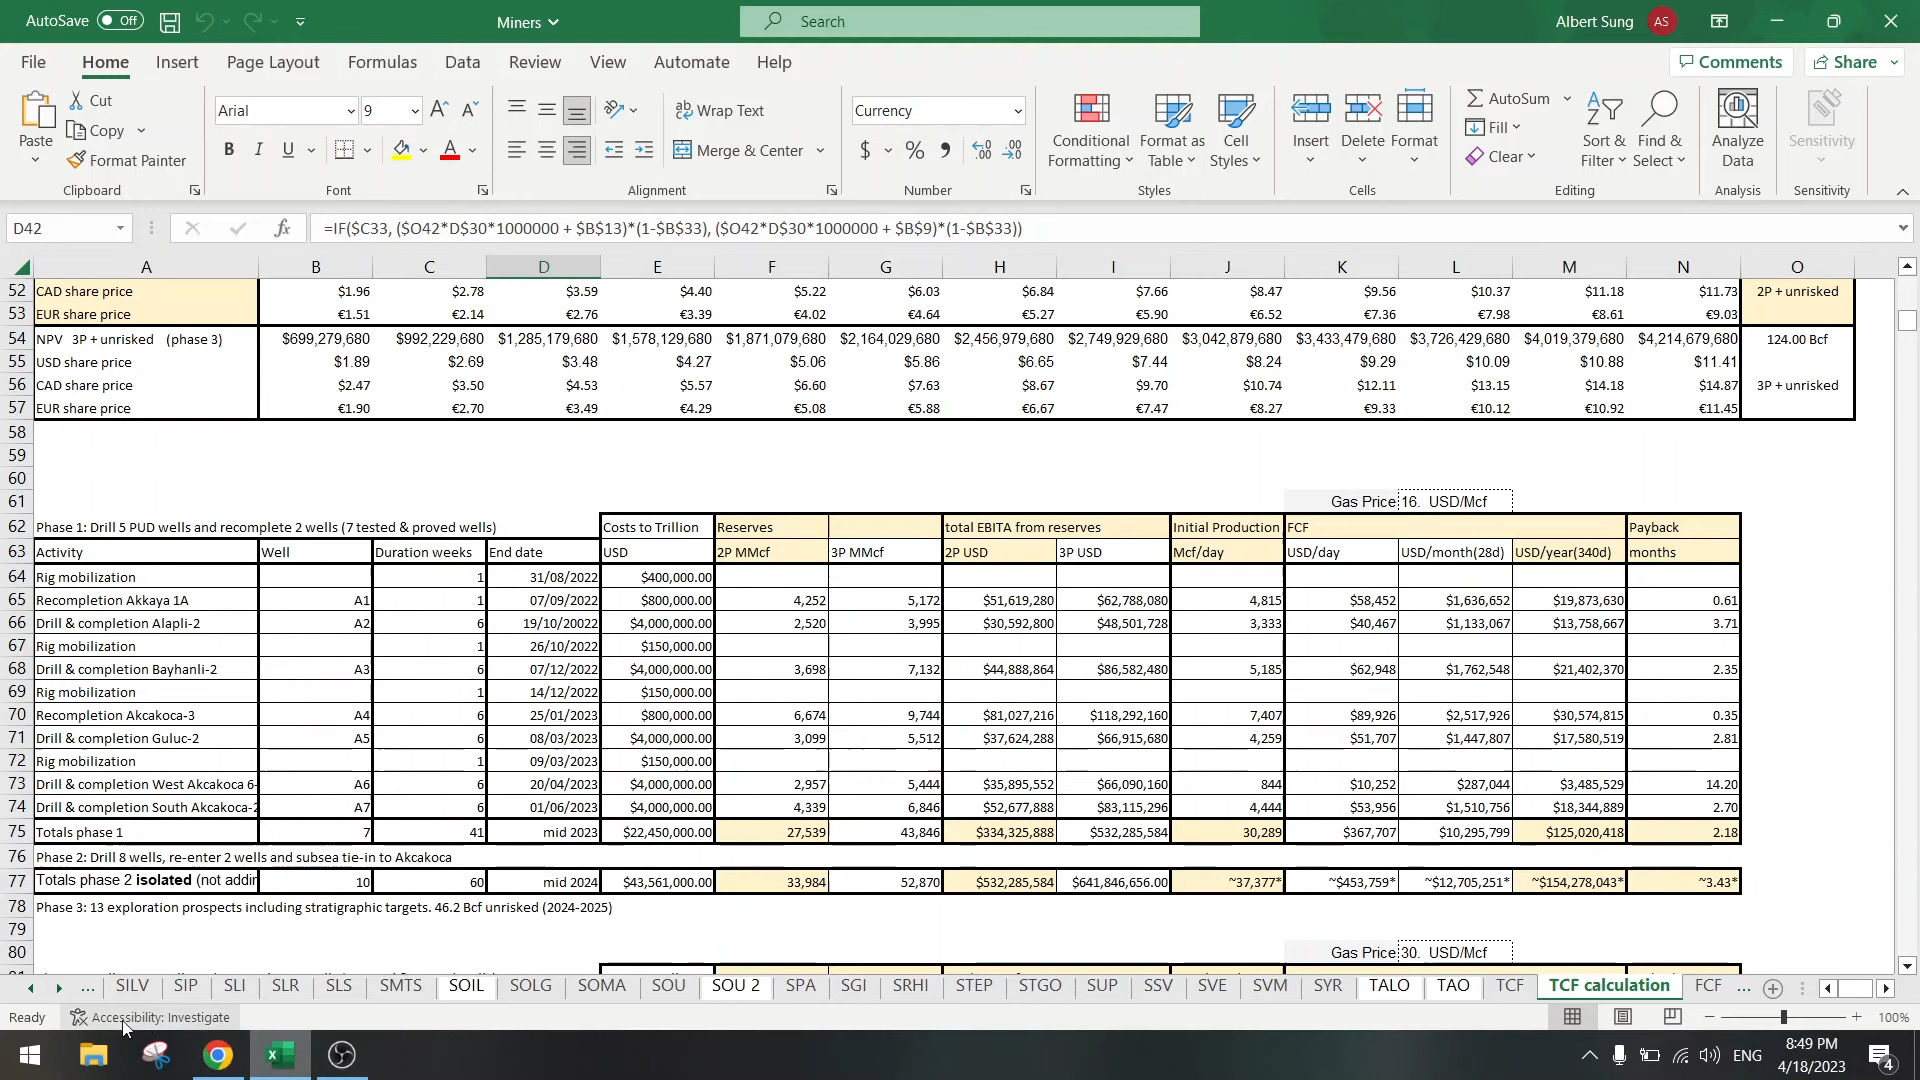 AutoSave Off Miners Search Albert Sung AS
File Home Insert Page Layout Formulas Data Review View Automate Help Comments Share
Paste Cut Copy Format Painter Clipboard
Arial 9 B I U Font
Wrap Text Merge & Center Alignment
Currency $ % Number
Conditional Formatting Format as Table Cell Styles Styles
Insert Delete Format Cells
AutoSum Fill Clear Sort & Filter Find & Select Editing
Analyze Data Analysis
Sensitivity Sensitivity
D42 fx =IF($C33, ($O42*D$30*1000000 + $B$13)*(1-$B$33), ($O42*D$30*1000000 + $B$9)*(1-$B$33))
A B C D E F G H I J K L M N O
52 CAD share price $1.96 $2.78 $3.59 $4.40 $5.22 $6.03 $6.84 $7.66 $8.47 $9.56 $10.37 $11.18 $11.73 2P + unrisked
53 EUR share price €1.51 €2.14 €2.76 €3.39 €4.02 €4.64 €5.27 €5.90 €6.52 €7.36 €7.98 €8.61 €9.03
54 NPV 3P + unrisked (phase 3) $699,279,680 $992,229,680 $1,285,179,680 $1,578,129,680 $1,871,079,680 $2,164,029,680 $2,456,979,680 $2,749,929,680 $3,042,879,680 $3,433,479,680 $3,726,429,680 $4,019,379,680 $4,214,679,680 124.00 Bcf
55 USD share price $1.89 $2.69 $3.48 $4.27 $5.06 $5.86 $6.65 $7.44 $8.24 $9.29 $10.09 $10.88 $11.41
56 CAD share price $2.47 $3.50 $4.53 $5.57 $6.60 $7.63 $8.67 $9.70 $10.74 $12.11 $13.15 $14.18 $14.87 3P + unrisked
57 EUR share price €1.90 €2.70 €3.49 €4.29 €5.08 €5.88 €6.67 €7.47 €8.27 €9.33 €10.12 €10.92 €11.45
58
59
60
61 Gas Price 16. USD/Mcf
62 Phase 1: Drill 5 PUD wells and recomplete 2 wells (7 tested & proved wells) Costs to Trillion Reserves total EBITA from reserves Initial Production FCF Payback
63 Activity Well Duration weeks End date USD 2P MMcf 3P MMcf 2P USD 3P USD Mcf/day USD/day USD/month(28d) USD/year(340d) months
64 Rig mobilization 1 31/08/2022 $400,000.00
65 Recompletion Akkaya 1A A1 1 07/09/2022 $800,000.00 4,252 5,172 $51,619,280 $62,788,080 4,815 $58,452 $1,636,652 $19,873,630 0.61
66 Drill & completion Alapli-2 A2 6 19/10/20022 $4,000,000.00 2,520 3,995 $30,592,800 $48,501,728 3,333 $40,467 $1,133,067 $13,758,667 3.71
67 Rig mobilization 1 26/10/2022 $150,000.00
68 Drill & completion Bayhanli-2 A3 6 07/12/2022 $4,000,000.00 3,698 7,132 $44,888,864 $86,582,480 5,185 $62,948 $1,762,548 $21,402,370 2.35
69 Rig mobilization 1 14/12/2022 $150,000.00
70 Recompletion Akcakoca-3 A4 6 25/01/2023 $800,000.00 6,674 9,744 $81,027,216 $118,292,160 7,407 $89,926 $2,517,926 $30,574,815 0.35
71 Drill & completion Guluc-2 A5 6 08/03/2023 $4,000,000.00 3,099 5,512 $37,624,288 $66,915,680 4,259 $51,707 $1,447,807 $17,580,519 2.81
72 Rig mobilization 1 09/03/2023 $150,000.00
73 Drill & completion West Akcakoca 6- A6 6 20/04/2023 $4,000,000.00 2,957 5,444 $35,895,552 $66,090,160 844 $10,252 $287,044 $3,485,529 14.20
74 Drill & completion South Akcakoca-2 A7 6 01/06/2023 $4,000,000.00 4,339 6,846 $52,677,888 $83,115,296 4,444 $53,956 $1,510,756 $18,344,889 2.70
75 Totals phase 1 7 41 mid 2023 $22,450,000.00 27,539 43,846 $334,325,888 $532,285,584 30,289 $367,707 $10,295,799 $125,020,418 2.18
76 Phase 2: Drill 8 wells, re-enter 2 wells and subsea tie-in to Akcakoca
77 Totals phase 2 isolated (not addin 10 60 mid 2024 $43,561,000.00 33,984 52,870 $532,285,584 $641,846,656.00 ~37,377* ~$453,759* ~$12,705,251* ~$154,278,043* ~3.43*
78 Phase 3: 13 exploration prospects including stratigraphic targets. 46.2 Bcf unrisked (2024-2025)
79
80 Gas Price 30. USD/Mcf
... SILV SIP SLI SLR SLS SMTS SOIL SOLG SOMA SOU SOU 2 SPA SGI SRHI STEP STGO SUP SSV SVE SVM SYR TALO TAO TCF TCF calculation FCF ...
Ready Accessibility: Investigate 100%
ENG 8:49 PM
4/18/2023 4